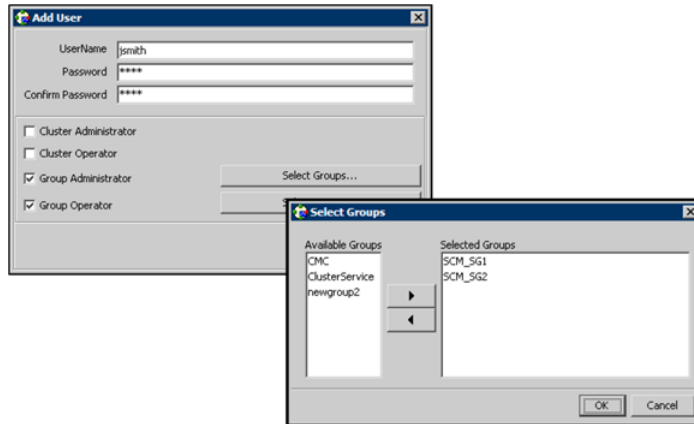 Add User
UserName jsmith
Password ****
Confirm Password ****
Cluster Administrator
Cluster Operator
Group Administrator Select Groups...
Group Operator
Select Groups
Available Groups Selected Groups
CMC SCM_SG1
ClusterService SCM_SG2
newgroup2
OK Cancel